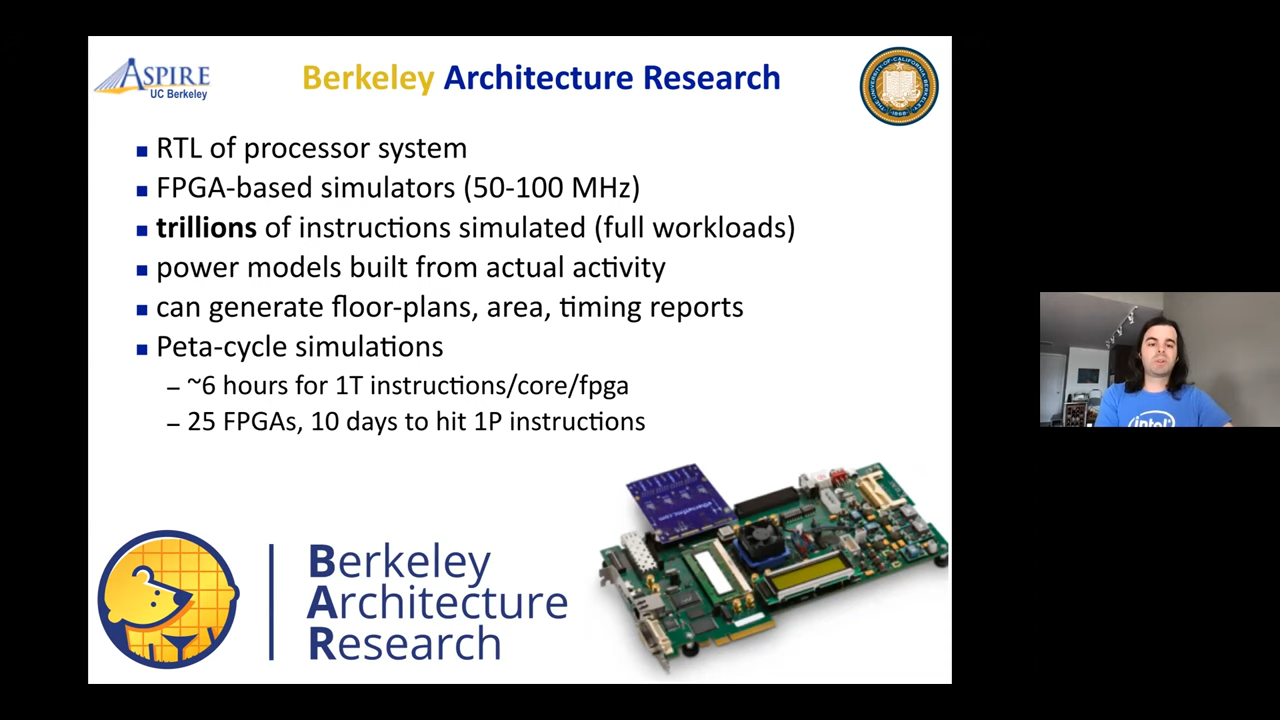 ASPIRE
UC Berkeley
Berkeley Architecture Research
RTL of processor system
FPGA-based simulators (50-100 MHz)
trillions of instructions simulated (full workloads)
power models built from actual activity
can generate floor-plans, area, timing reports
Peta-cycle simulations
– ~6 hours for 1T instructions/core/fpga
– 25 FPGAs, 10 days to hit 1P instructions
Berkeley
Architecture
Research
intel